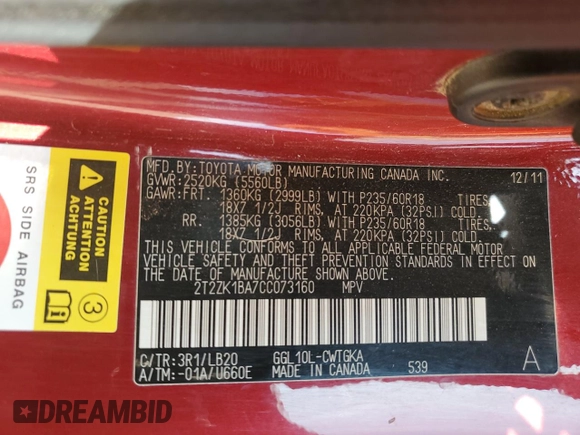 SRS SIDE AIRBAG
CAUTION
ATTENTION
ACHTUNG
3
MFD. BY: TOYOTA MOTOR MANUFACTURING CANADA INC. 12/11
GVWR: 2520KG (5560LB)
GAWR: FRT. 1360KG (2999LB) WITH P235/60R18 TIRES,
18X7 1/2J RIMS, AT 220KPA (32PSI) COLD.
RR. 1385KG (3056LB) WITH P235/60R18 TIRES,
18X7 1/2J RIMS, AT 220KPA (32PSI) COLD.
THIS VEHICLE CONFORMS TO ALL APPLICABLE FEDERAL MOTOR
VEHICLE SAFETY AND THEFT PREVENTION STANDARDS IN EFFECT
ON THE DATE OF MANUFACTURE SHOWN ABOVE.
2T2ZK1BA7CC073160 MPV
C/TR: 3R1/LB20 GGL10L-CWTGKA
A/TM: -01A/U660E MADE IN CANADA 539 A
DREAMBID